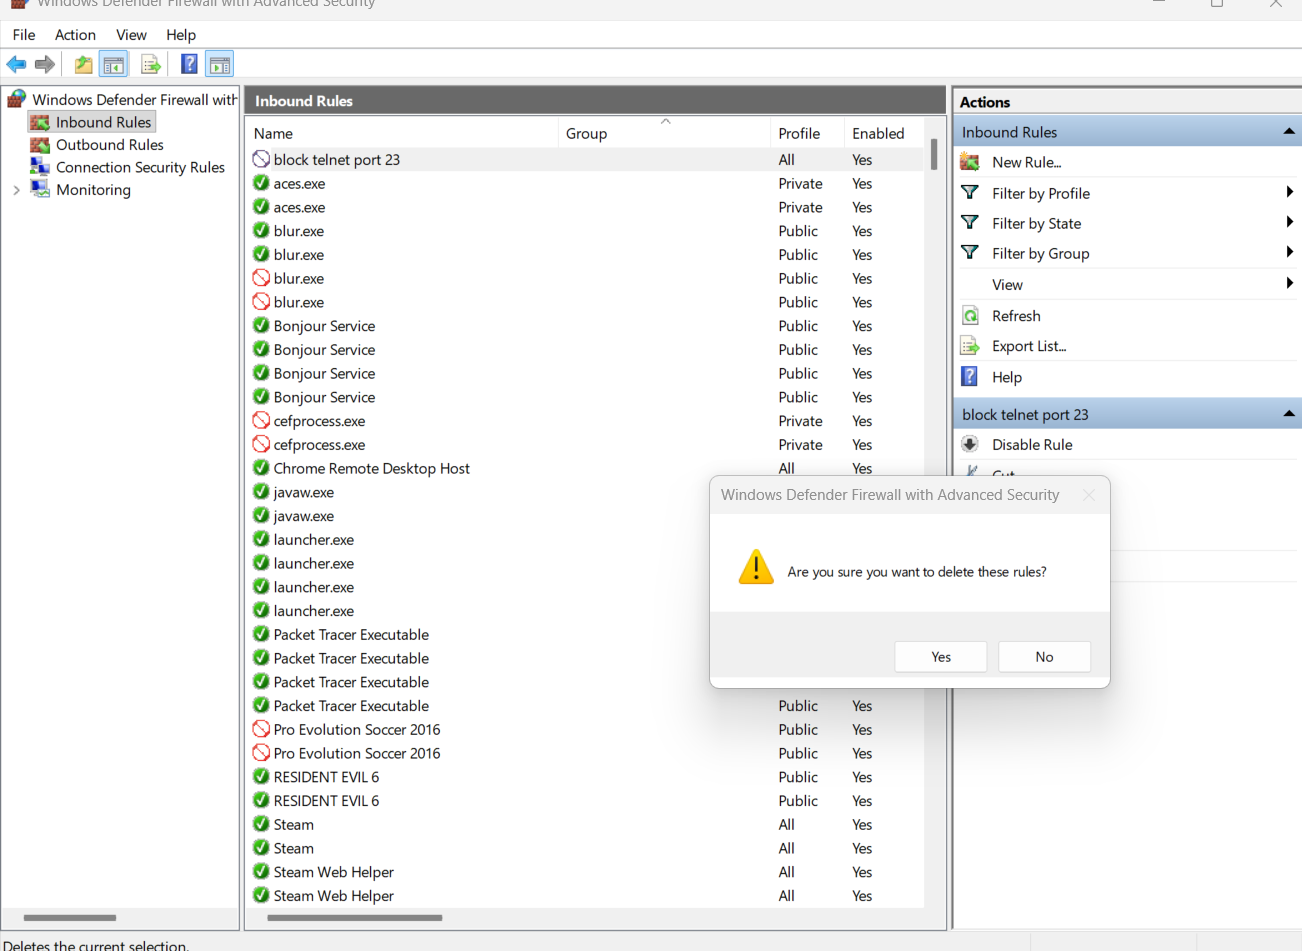 Windows Defender Firewall with Advanced Security
File Action View Help
Windows Defender Firewall with
Inbound Rules
Outbound Rules
Connection Security Rules
Monitoring
Inbound Rules
Name Group Profile Enabled
block telnet port 23 All Yes
aces.exe Private Yes
aces.exe Private Yes
blur.exe Public Yes
blur.exe Public Yes
blur.exe Public Yes
blur.exe Public Yes
Bonjour Service Public Yes
Bonjour Service Public Yes
Bonjour Service Public Yes
Bonjour Service Public Yes
cefprocess.exe Private Yes
cefprocess.exe Private Yes
Chrome Remote Desktop Host All Yes
javaw.exe
javaw.exe
launcher.exe
launcher.exe
launcher.exe
launcher.exe
Packet Tracer Executable
Packet Tracer Executable
Packet Tracer Executable
Packet Tracer Executable Public Yes
Pro Evolution Soccer 2016 Public Yes
Pro Evolution Soccer 2016 Public Yes
RESIDENT EVIL 6 Public Yes
RESIDENT EVIL 6 Public Yes
Steam All Yes
Steam All Yes
Steam Web Helper All Yes
Steam Web Helper All Yes
Actions
Inbound Rules
New Rule...
Filter by Profile
Filter by State
Filter by Group
View
Refresh
Export List...
Help
block telnet port 23
Disable Rule
Cut
Windows Defender Firewall with Advanced Security
Are you sure you want to delete these rules?
Yes No
Deletes the current selection.